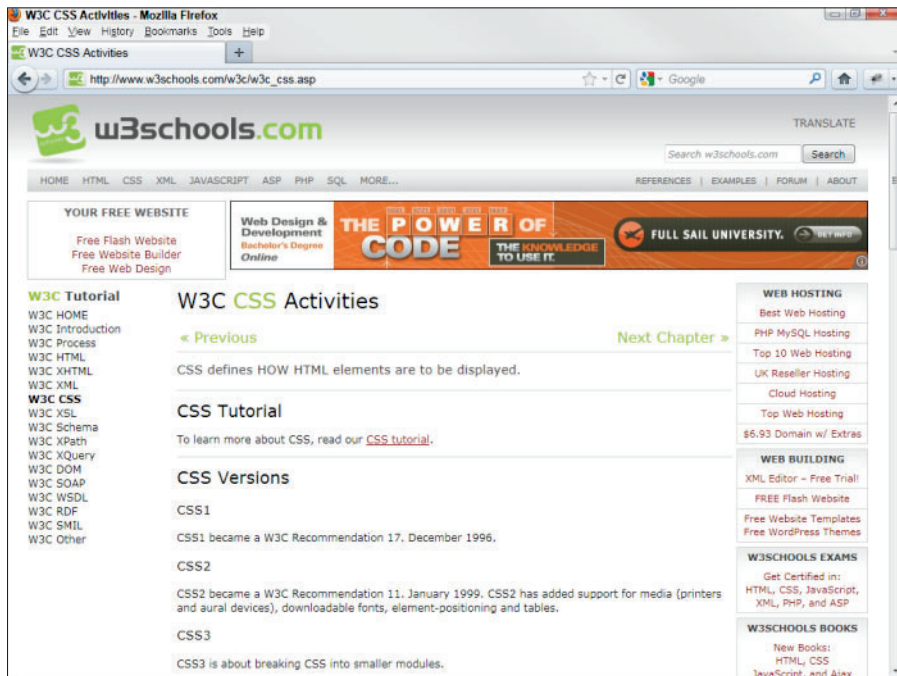 W3C CSS Activities - Mozilla Firefox
File Edit View History Bookmarks Tools Help
W3C CSS Activities
+
http://www.w3schools.com/w3c/w3c_css.asp
Google
w3schools.com
TRANSLATE
Search w3schools.com
Search
HOME HTML CSS XML JAVASCRIPT ASP PHP SQL MORE...
REFERENCES | EXAMPLES | FORUM | ABOUT
YOUR FREE WEBSITE
Free Flash Website
Free Website Builder
Free Web Design
Web Design &
Development
Bachelor's Degree
Online
THE POWER OF
CODE
THE KNOWLEDGE
TO USE IT.
FULL SAIL UNIVERSITY.
GET INFO
W3C Tutorial
W3C HOME
W3C Introduction
W3C Process
W3C HTML
W3C XHTML
W3C XML
W3C CSS
W3C XSL
W3C Schema
W3C XPath
W3C XQuery
W3C DOM
W3C SOAP
W3C WSDL
W3C RDF
W3C SMIL
W3C Other
W3C CSS Activities
« Previous
Next Chapter »
CSS defines HOW HTML elements are to be displayed.
CSS Tutorial
To learn more about CSS, read our CSS tutorial.
CSS Versions
CSS1
CSS1 became a W3C Recommendation 17. December 1996.
CSS2
CSS2 became a W3C Recommendation 11. January 1999. CSS2 has added support for media (printers
and aural devices), downloadable fonts, element-positioning and tables.
CSS3
CSS3 is about breaking CSS into smaller modules.
WEB HOSTING
Best Web Hosting
PHP MySQL Hosting
Top 10 Web Hosting
UK Reseller Hosting
Cloud Hosting
Top Web Hosting
$6.93 Domain w/ Extras
WEB BUILDING
XML Editor – Free Trial!
FREE Flash Website
Free Website Templates
Free WordPress Themes
W3SCHOOLS EXAMS
Get Certified in:
HTML, CSS, JavaScript,
XML, PHP, and ASP
W3SCHOOLS BOOKS
New Books:
HTML, CSS
JavaScript, and Ajax